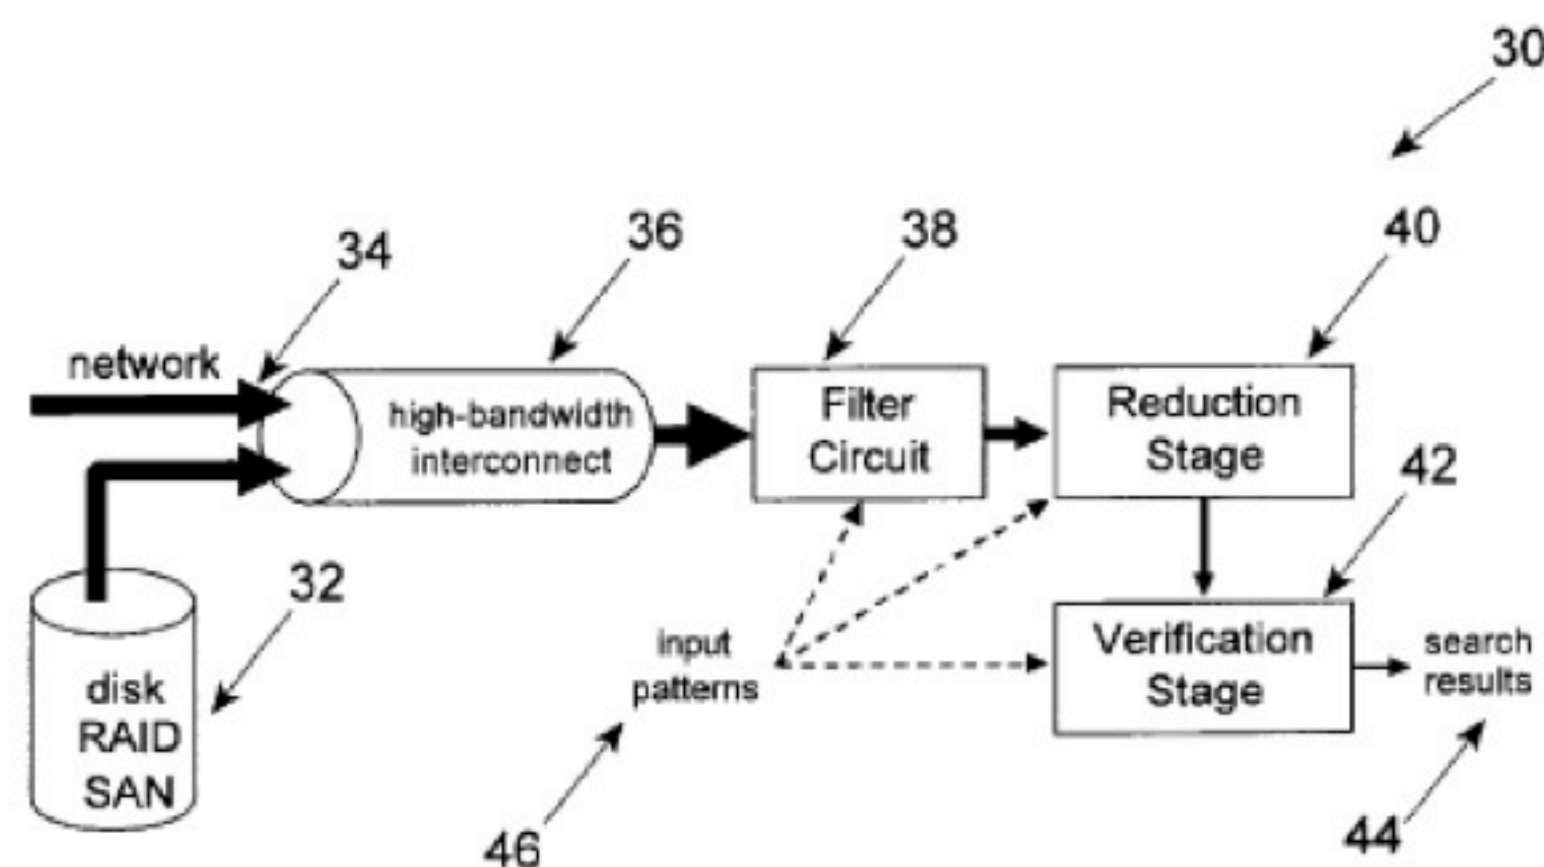 30
34
36
38
40
network
high-bandwidth
interconnect
Filter
Circuit
Reduction
Stage
42
32
disk
RAID
SAN
input
patterns
Verification
Stage
search
results
46
44